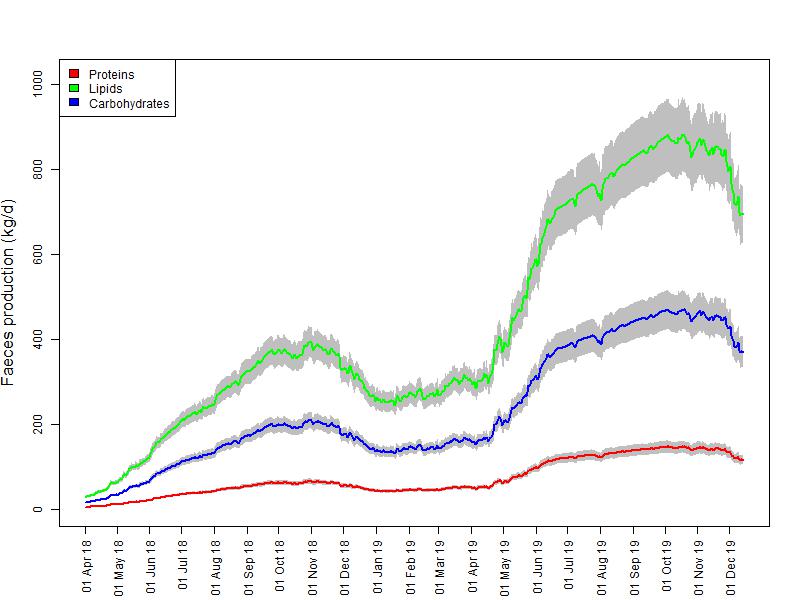 Proteins
Lipids
Carbohydrates
Faeces production (kg/d)
1000
800
600
400
200
0
01 Apr 18
01 May 18
01 Jun 18
01 Jul 18
01 Aug 18
01 Sep 18
01 Oct 18
01 Nov 18
01 Dec 18
01 Jan 19
01 Feb 19
01 Mar 19
01 Apr 19
01 May 19
01 Jun 19
01 Jul 19
01 Aug 19
01 Sep 19
01 Oct 19
01 Nov 19
01 Dec 19